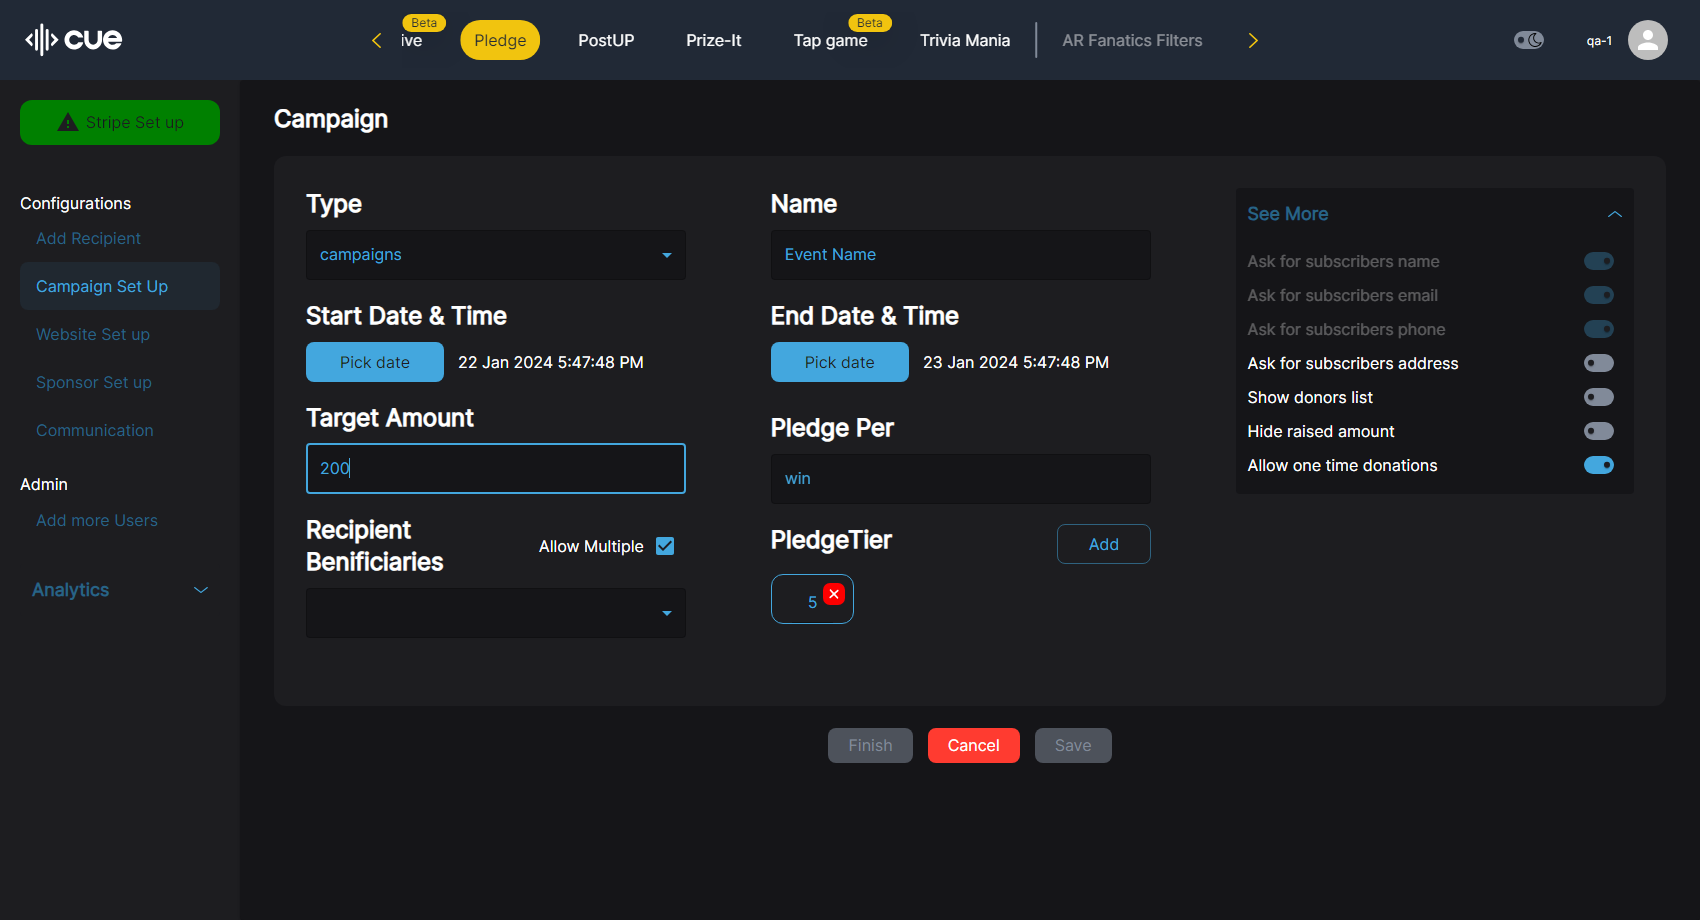 cue
Beta
ive
Pledge
PostUP
Prize-It
Beta
Tap game
Trivia Mania
AR Fanatics Filters
qa-1
Stripe Set up
Configurations
Add Recipient
Campaign Set Up
Website Set up
Sponsor Set up
Communication
Admin
Add more Users
Analytics
Campaign
Type
campaigns
Name
Event Name
Start Date & Time
Pick date 22 Jan 2024 5:47:48 PM
End Date & Time
Pick date 23 Jan 2024 5:47:48 PM
Target Amount
200
Pledge Per
win
Recipient
Benificiaries
Allow Multiple
PledgeTier
Add
5
See More
Ask for subscribers name
Ask for subscribers email
Ask for subscribers phone
Ask for subscribers address
Show donors list
Hide raised amount
Allow one time donations
Finish
Cancel
Save